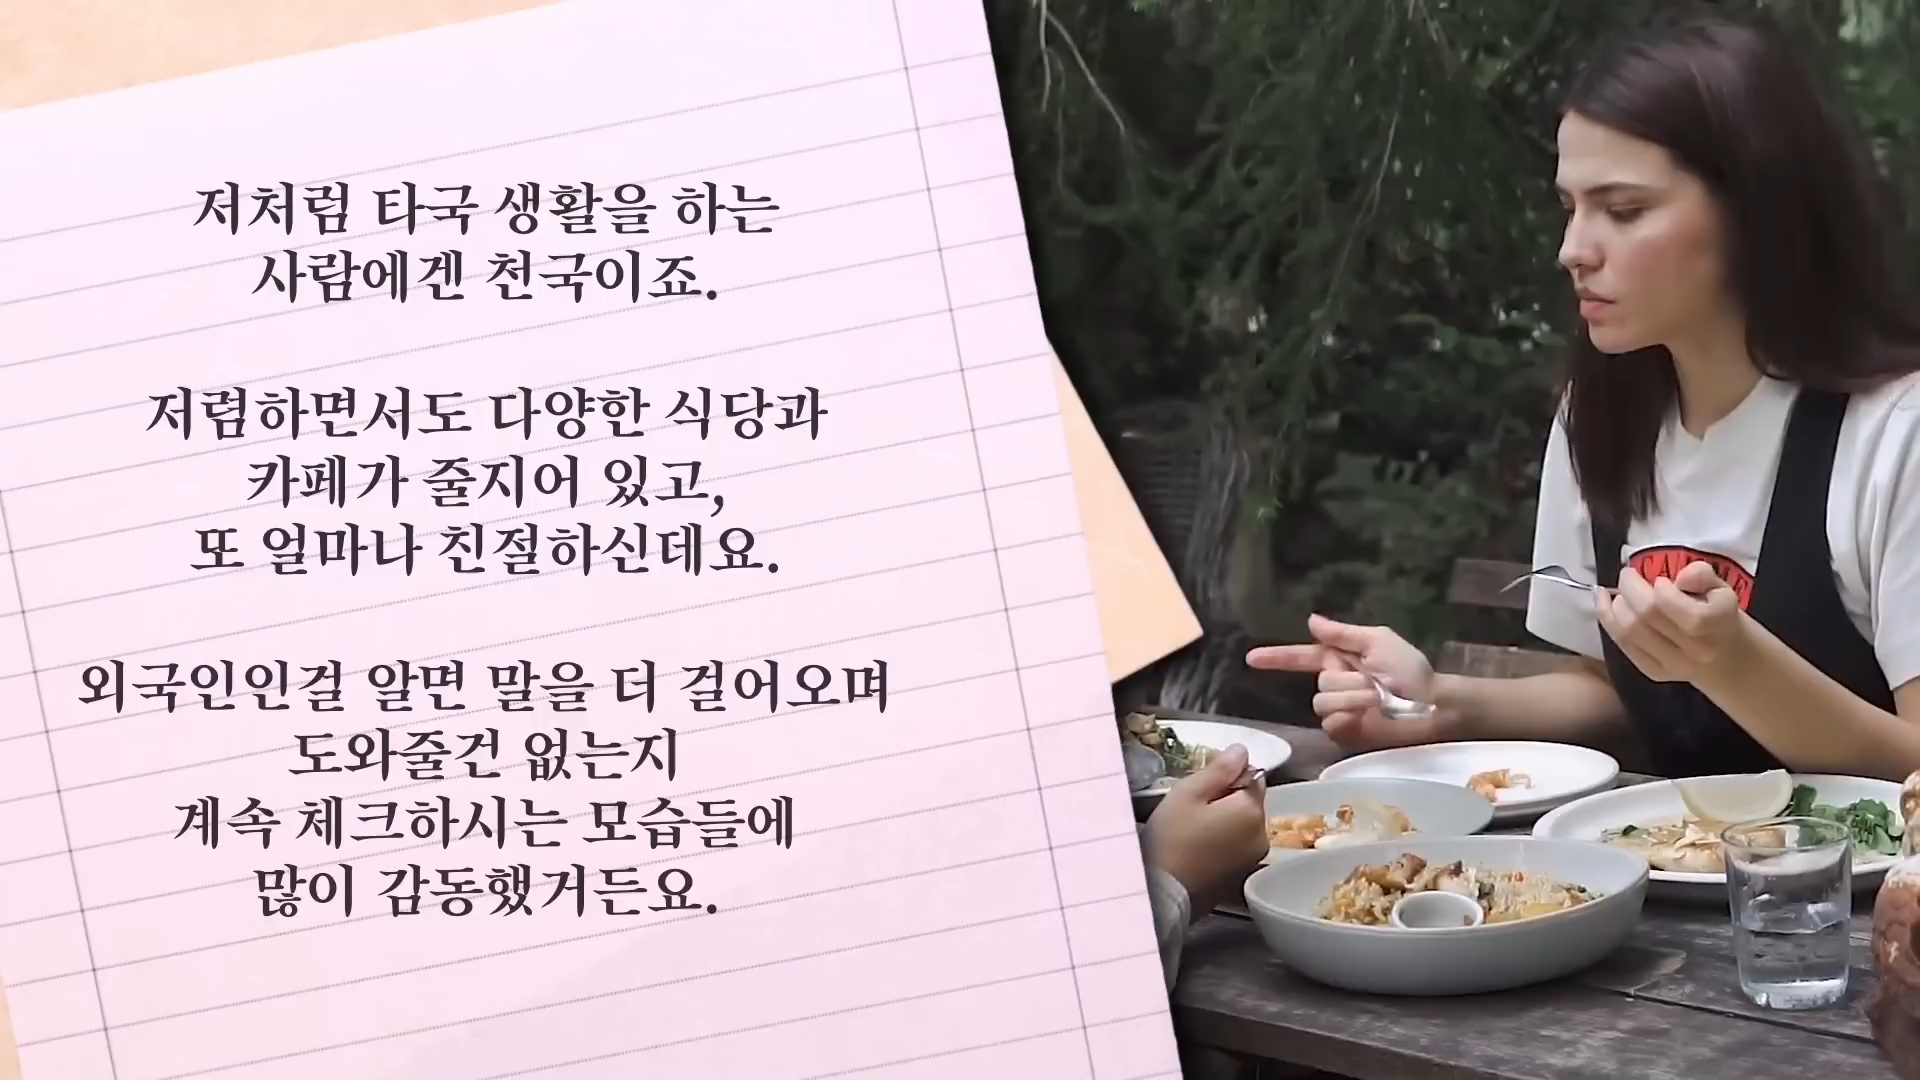 저처럼 타국 생활을 하는
사람에겐 천국이죠.
저렴하면서도 다양한 식당과
카페가 줄지어 있고,
또 얼마나 친절하신데요.
외국인인걸 알면 말을 더 걸어오며
도와줄건 없는지
계속 체크하시는 모습들에
많이 감동했거든요.